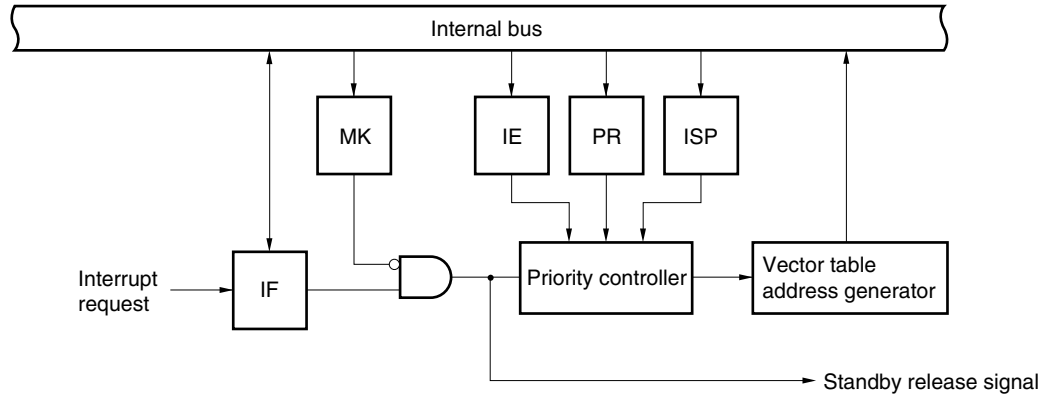 Internal bus
MK
IE
PR
ISP
Interrupt
request
IF
Priority controller
Vector table
address generator
Standby release signal